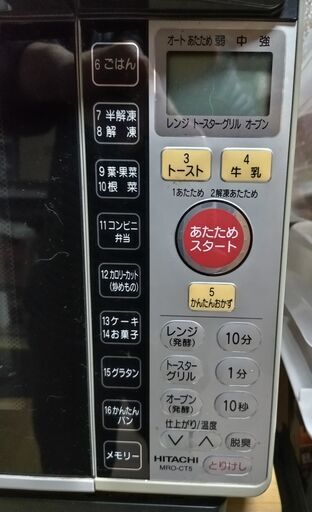 6 ごはん
7 半解凍
8 解 凍
9 葉・果菜
10 根 菜
11 コンビニ
弁当
12 カロリーカット
(炒めもの)
13 ケーキ
14 お菓子
15 グラタン
16 かんたん
パン
メモリー
オート あたため 弱 中 強
レンジ トースターグリル オーブン
3
トースト
4
牛乳
1あたため 2解凍あたため
あたため
スタート
5
かんたんおかず
レンジ
(発酵)
10分
トースター
グリル
1分
オーブン
(発酵)
10秒
仕上がり/温度
脱臭
HITACHI
MRO-CT5
とりけし